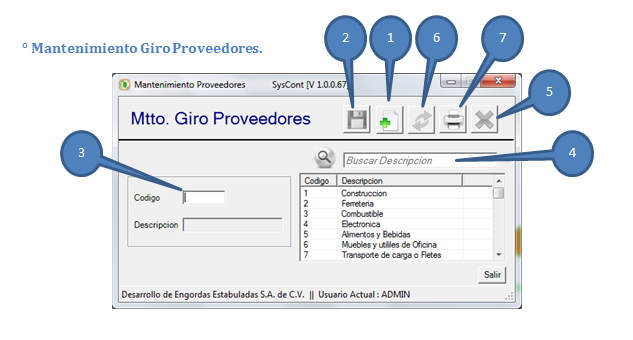 ° Mantenimiento Giro Proveedores.
2
1
6
7
5
3
4
Mantenimiento Proveedores SysCont [V 1.0.0.67]
Mtto. Giro Proveedores
Buscar Descripcion
Codigo Descripcion
1 Construccion
2 Ferreteria
3 Combustible
4 Electronica
5 Alimentos y Bebidas
6 Muebles y utililes de Oficina
7 Transporte de carga o Fletes
Codigo
Descripcion
Salir
Desarrollo de Engordas Estabuladas S.A. de C.V. || Usuario Actual : ADMIN